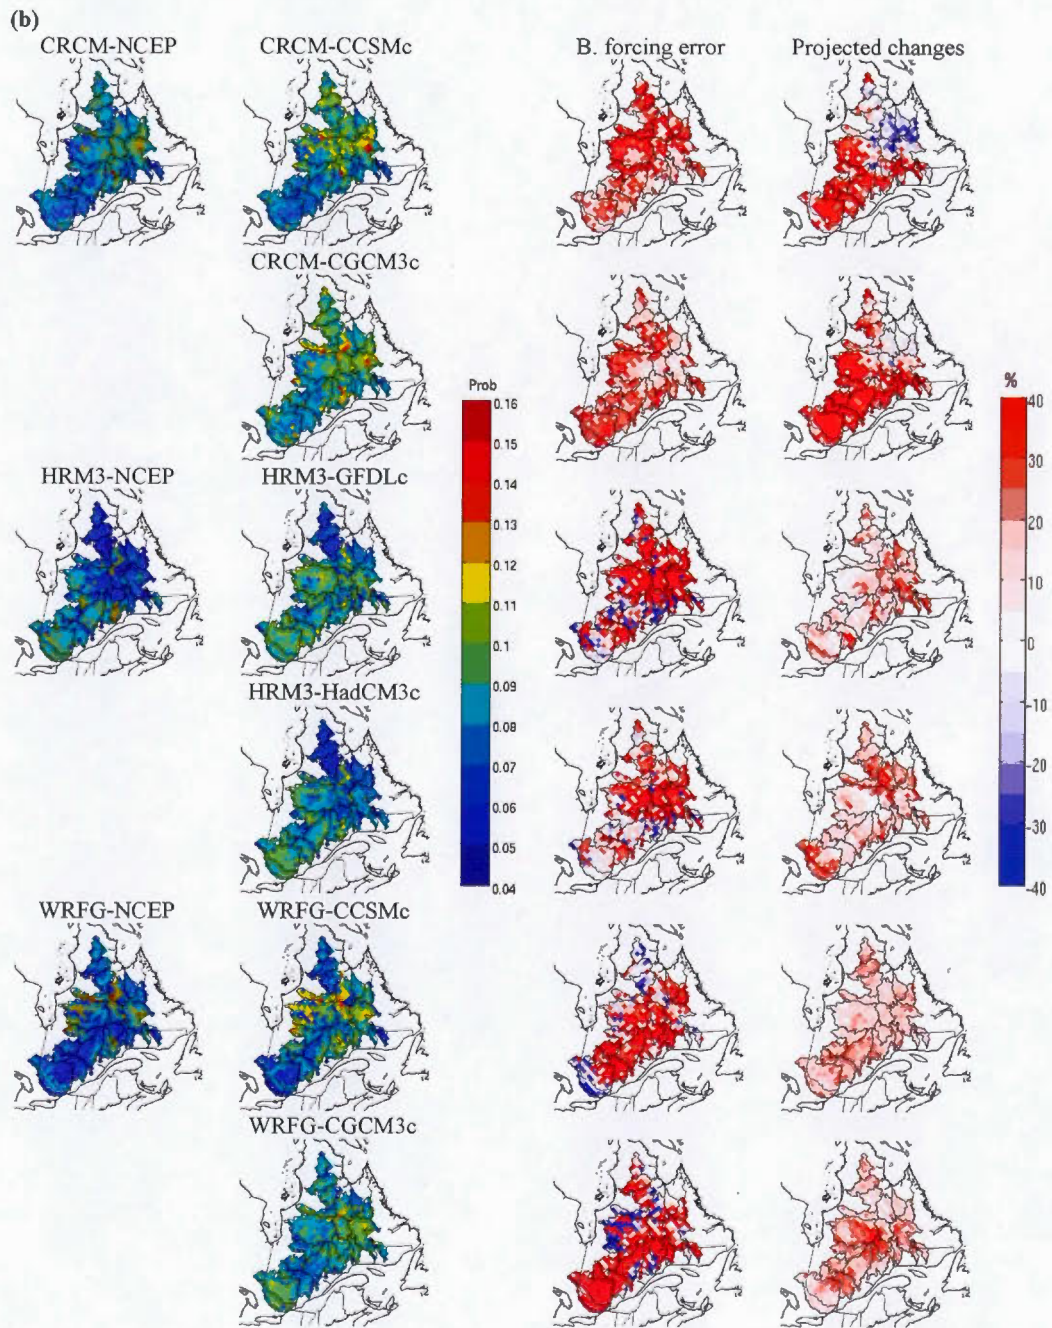 (b)
CRCM-NCEP CRCM-CCSMc B. forcing error Projected changes
CRCM-CGCM3c
HRM3-NCEP HRM3-GFDLc
HRM3-HadCM3c
WRFG-NCEP WRFG-CCSMc
WRFG-CGCM3c
Prob
0.16
0.15
0.14
0.13
0.12
0.11
0.1
0.09
0.08
0.07
0.06
0.05
0.04
%
40
30
20
10
0
-10
-20
-30
-40